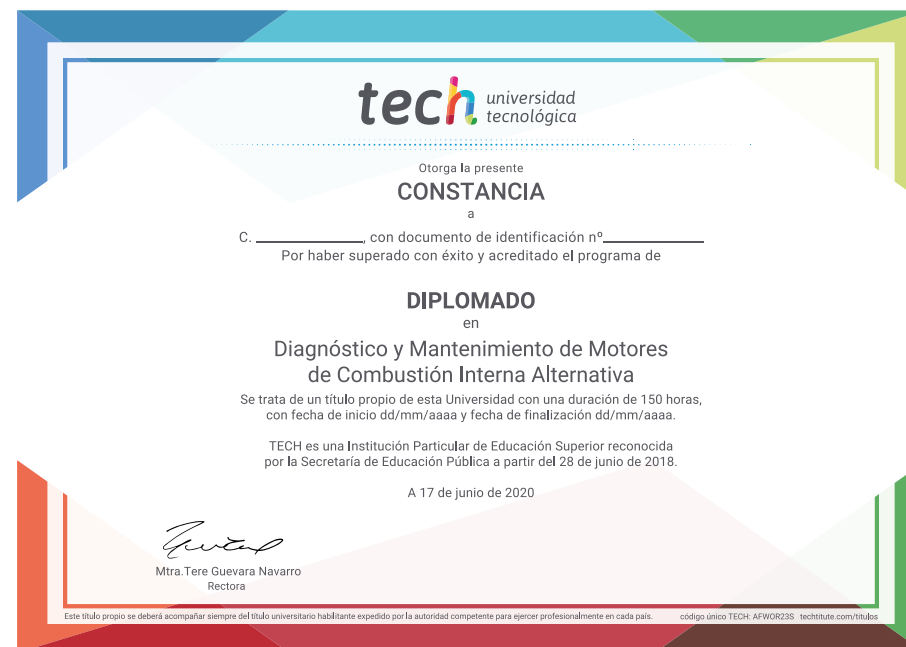 tech universidad
tecnológica
Otorga la presente
CONSTANCIA
a
C. ____________, con documento de identificación nº____________
Por haber superado con éxito y acreditado el programa de
DIPLOMADO
en
Diagnóstico y Mantenimiento de Motores
de Combustión Interna Alternativa
Se trata de un título propio de esta Universidad con una duración de 150 horas,
con fecha de inicio dd/mm/aaaa y fecha de finalización dd/mm/aaaa.
TECH es una Institución Particular de Educación Superior reconocida
por la Secretaría de Educación Pública a partir del 28 de junio de 2018.
A 17 de junio de 2020
Mtra.Tere Guevara Navarro
Rectora
Este título propio se deberá acompañar siempre del título universitario habilitante expedido por la autoridad competente para ejercer profesionalmente en cada país. código único TECH: AFWOR23S techtitute.com/titulos